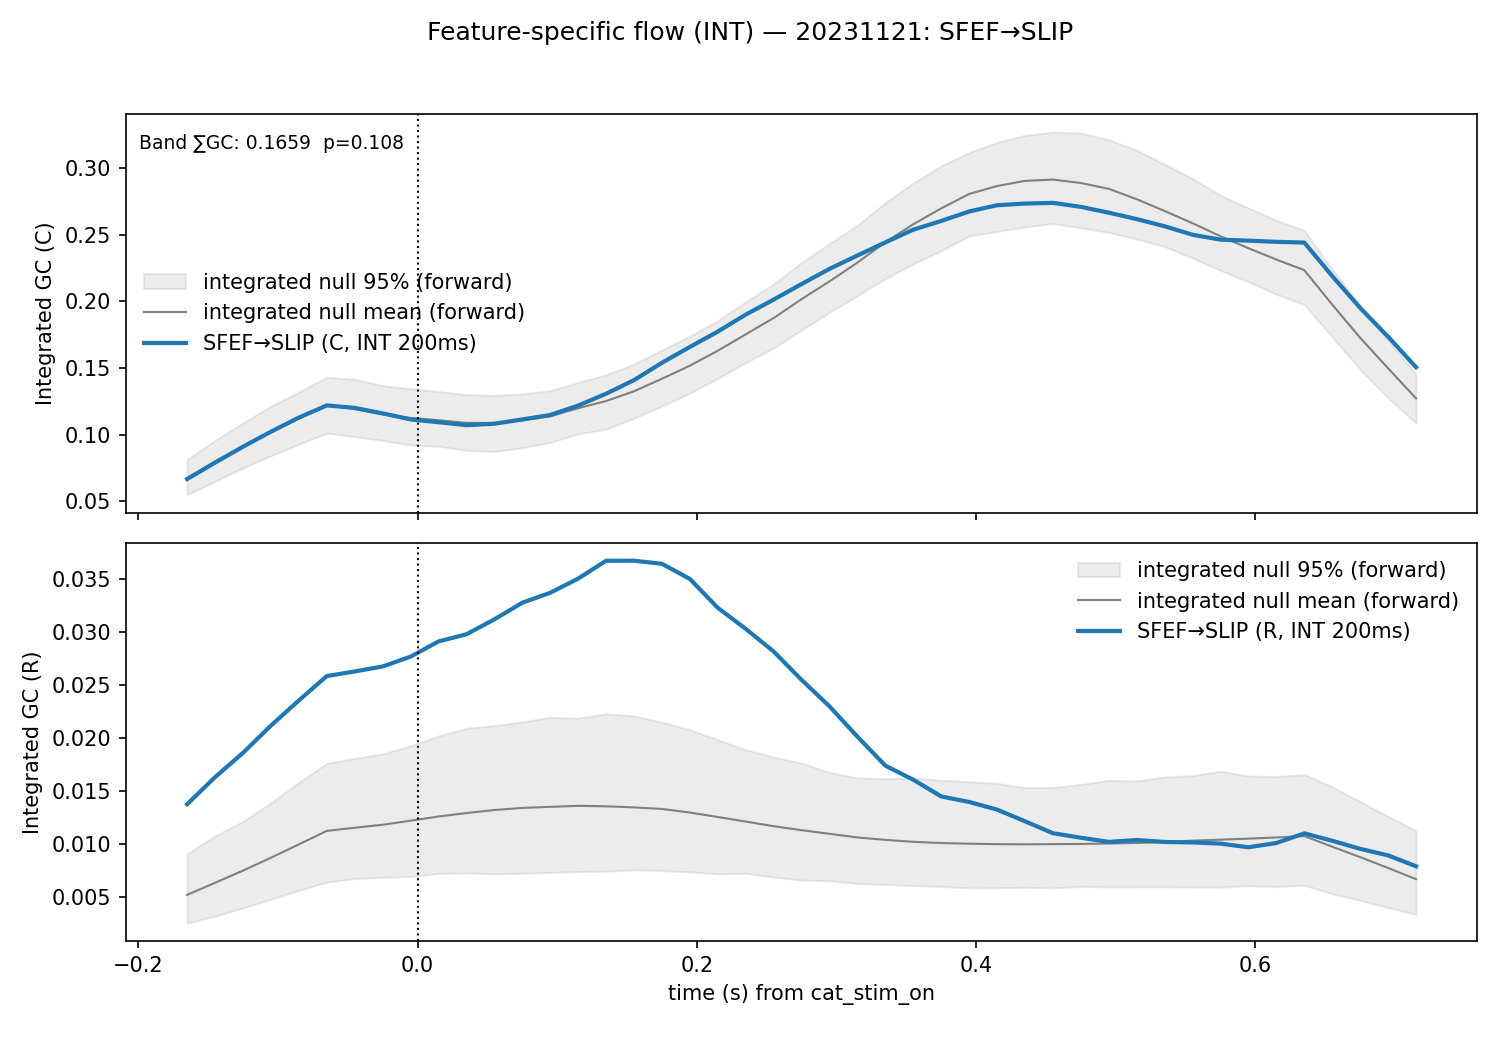 Feature-specific flow (INT) — 20231121: SFEF→SLIP
Band ∑GC: 0.1659  p=0.108
Integrated GC (C)
0.30
0.25
0.20
0.15
0.10
0.05
integrated null 95% (forward)
integrated null mean (forward)
SFEF→SLIP (C, INT 200ms)
Integrated GC (R)
0.035
0.030
0.025
0.020
0.015
0.010
0.005
integrated null 95% (forward)
integrated null mean (forward)
SFEF→SLIP (R, INT 200ms)
−0.2 0.0 0.2 0.4 0.6
time (s) from cat_stim_on